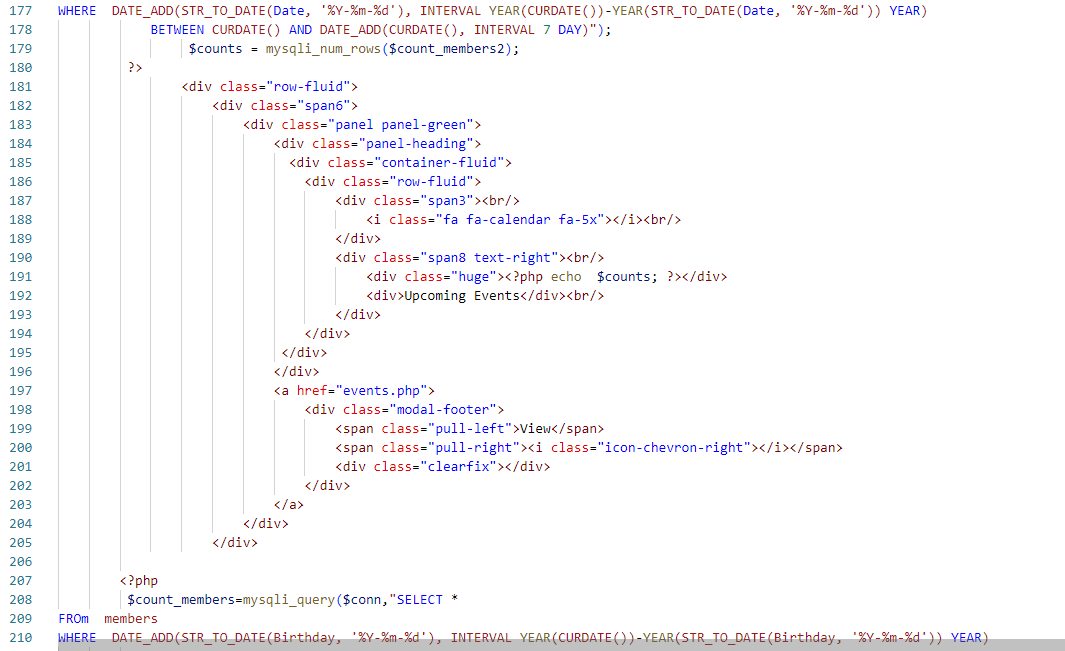 177 WHERE  DATE_ADD(STR_TO_DATE(Date, '%Y-%m-%d'), INTERVAL YEAR(CURDATE())-YEAR(STR_TO_DATE(Date, '%Y-%m-%d')) YEAR)
178 BETWEEN CURDATE() AND DATE_ADD(CURDATE(), INTERVAL 7 DAY)");
179 $counts = mysqli_num_rows($count_members2);
180 ?>
181 <div class="row-fluid">
182 <div class="span6">
183 <div class="panel panel-green">
184 <div class="panel-heading">
185 <div class="container-fluid">
186 <div class="row-fluid">
187 <div class="span3"><br/>
188 <i class="fa fa-calendar fa-5x"></i><br/>
189 </div>
190 <div class="span8 text-right"><br/>
191 <div class="huge"><?php echo  $counts; ?></div>
192 <div>Upcoming Events</div><br/>
193 </div>
194 </div>
195 </div>
196 </div>
197 <a href="events.php">
198 <div class="modal-footer">
199 <span class="pull-left">View</span>
200 <span class="pull-right"><i class="icon-chevron-right"></i></span>
201 <div class="clearfix"></div>
202 </div>
203 </a>
204 </div>
205 </div>
206
207 <?php
208 $count_members=mysqli_query($conn,"SELECT *
209 FROm  members
210 WHERE  DATE_ADD(STR_TO_DATE(Birthday, '%Y-%m-%d'), INTERVAL YEAR(CURDATE())-YEAR(STR_TO_DATE(Birthday, '%Y-%m-%d')) YEAR)